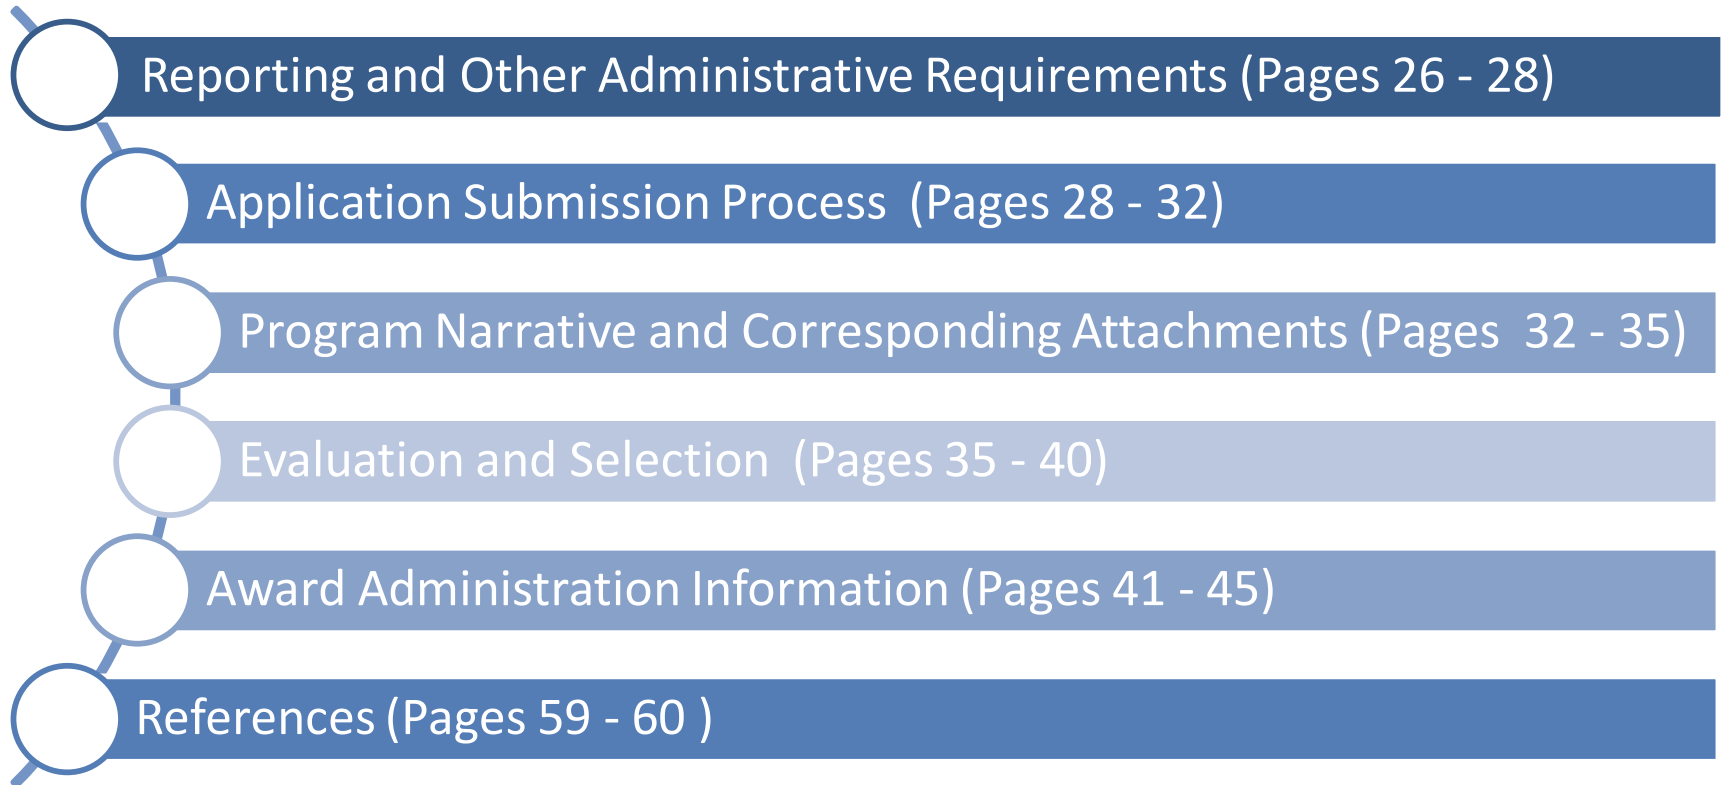 Reporting and Other Administrative Requirements (Pages 26 - 28)
Application Submission Process  (Pages 28 - 32)
Program Narrative and Corresponding Attachments (Pages  32 - 35)
Evaluation and Selection  (Pages 35 - 40)
Award Administration Information (Pages 41 - 45)
References (Pages 59 - 60 )